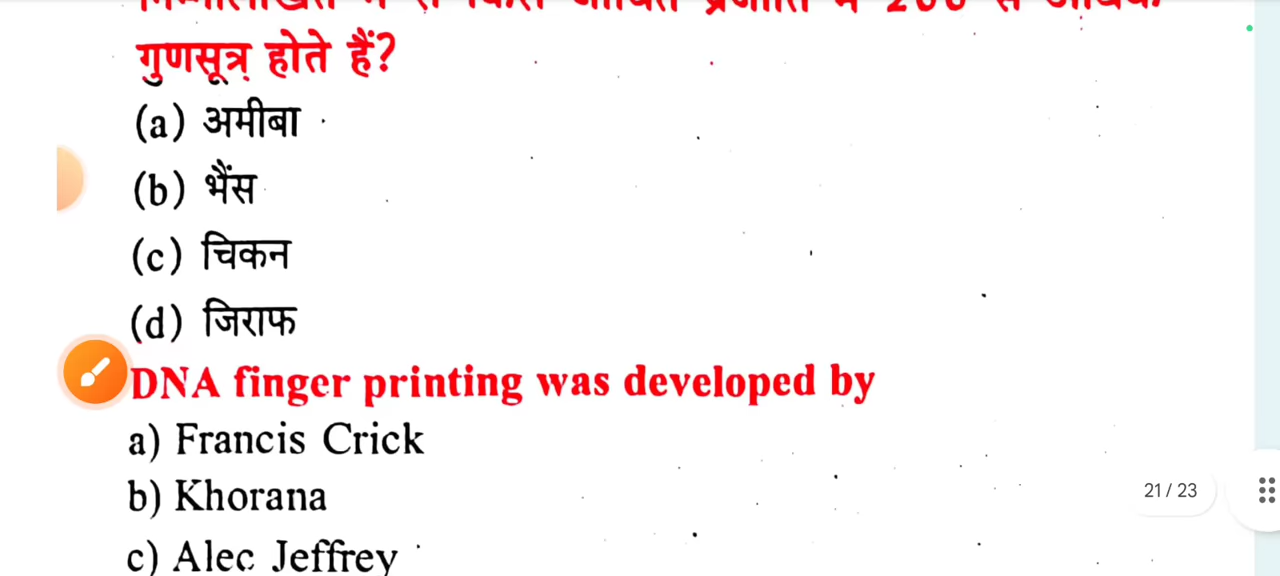 गुणसूत्र होते हैं?
(a) अमीबा
(b) भैंस
(c) चिकन
(d) जिराफ
DNA finger printing was developed by
a) Francis Crick
b) Khorana
c) Alec Jeffrey
21 / 23